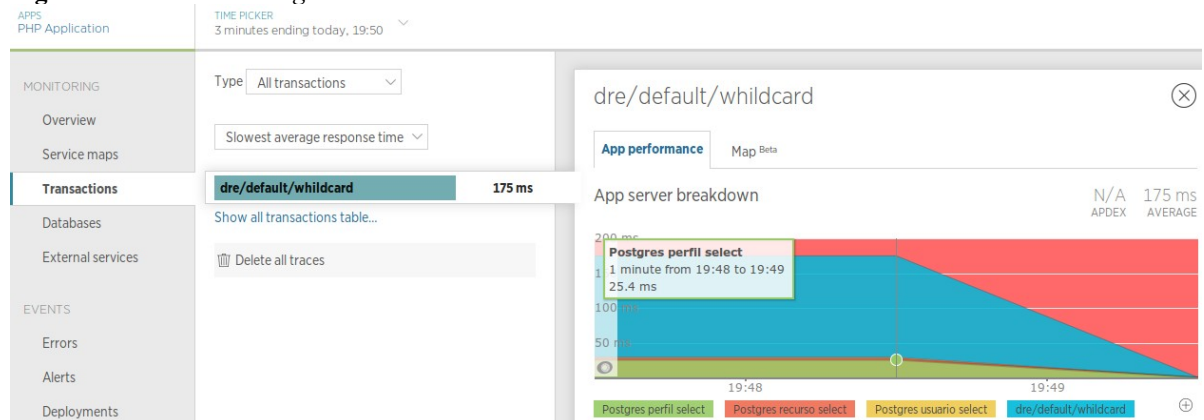 APPS
PHP Application
TIME PICKER
3 minutes ending today, 19:50
MONITORING
Overview
Service maps
Transactions
Databases
External services
EVENTS
Errors
Alerts
Deployments
Type All transactions
Slowest average response time
dre/default/whildcard 175 ms
Show all transactions table...
Delete all traces
dre/default/whildcard
App performance Map Beta
App server breakdown
N/A 175 ms
APDEX AVERAGE
200 ms
Postgres perfil select
1 minute from 19:48 to 19:49
25.4 ms
100 ms
50 ms
19:48 19:49
Postgres perfil select Postgres recurso select Postgres usuario select dre/default/whildcard